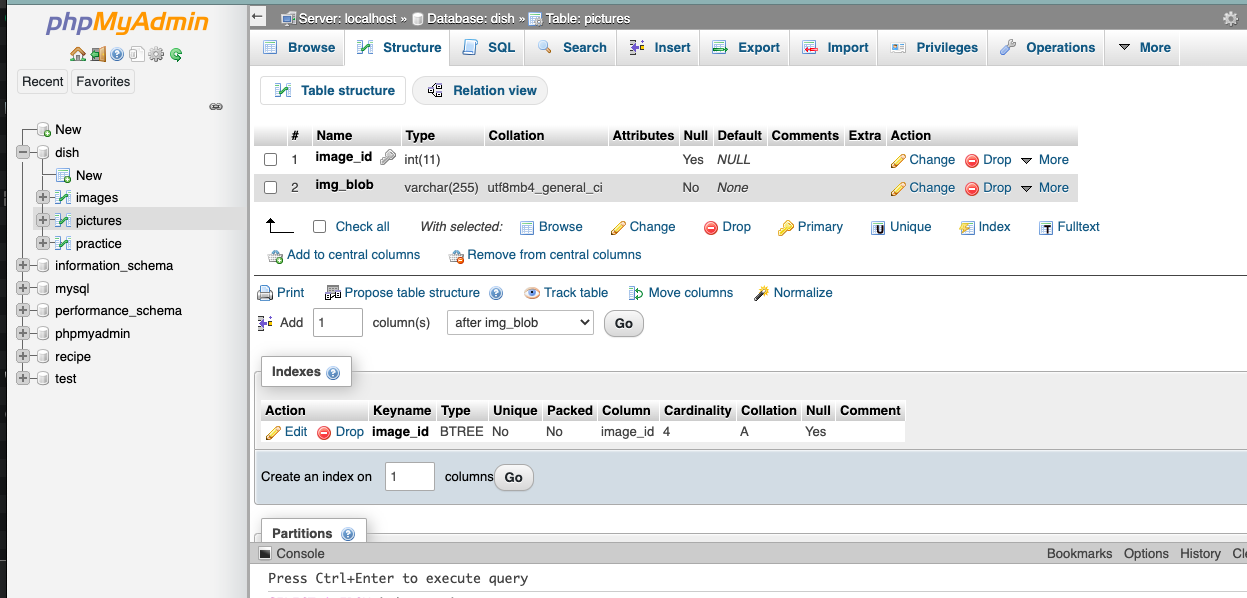 phpMyAdmin
Recent Favorites
New
dish
New
images
pictures
practice
information_schema
mysql
performance_schema
phpmyadmin
recipe
test
Server: localhost » Database: dish » Table: pictures
Browse Structure SQL Search Insert Export Import Privileges Operations More
Table structure Relation view
# Name Type Collation Attributes Null Default Comments Extra Action
1 image_id int(11) Yes NULL Change Drop More
2 img_blob varchar(255) utf8mb4_general_ci No None Change Drop More
Check all With selected: Browse Change Drop Primary Unique Index Fulltext
Add to central columns Remove from central columns
Print Propose table structure Track table Move columns Normalize
Add 1 column(s) after img_blob Go
Indexes
Action Keyname Type Unique Packed Column Cardinality Collation Null Comment
Edit Drop image_id BTREE No No image_id 4 A Yes
Create an index on 1 columns Go
Partitions
Console Bookmarks Options History Cle
Press Ctrl+Enter to execute query